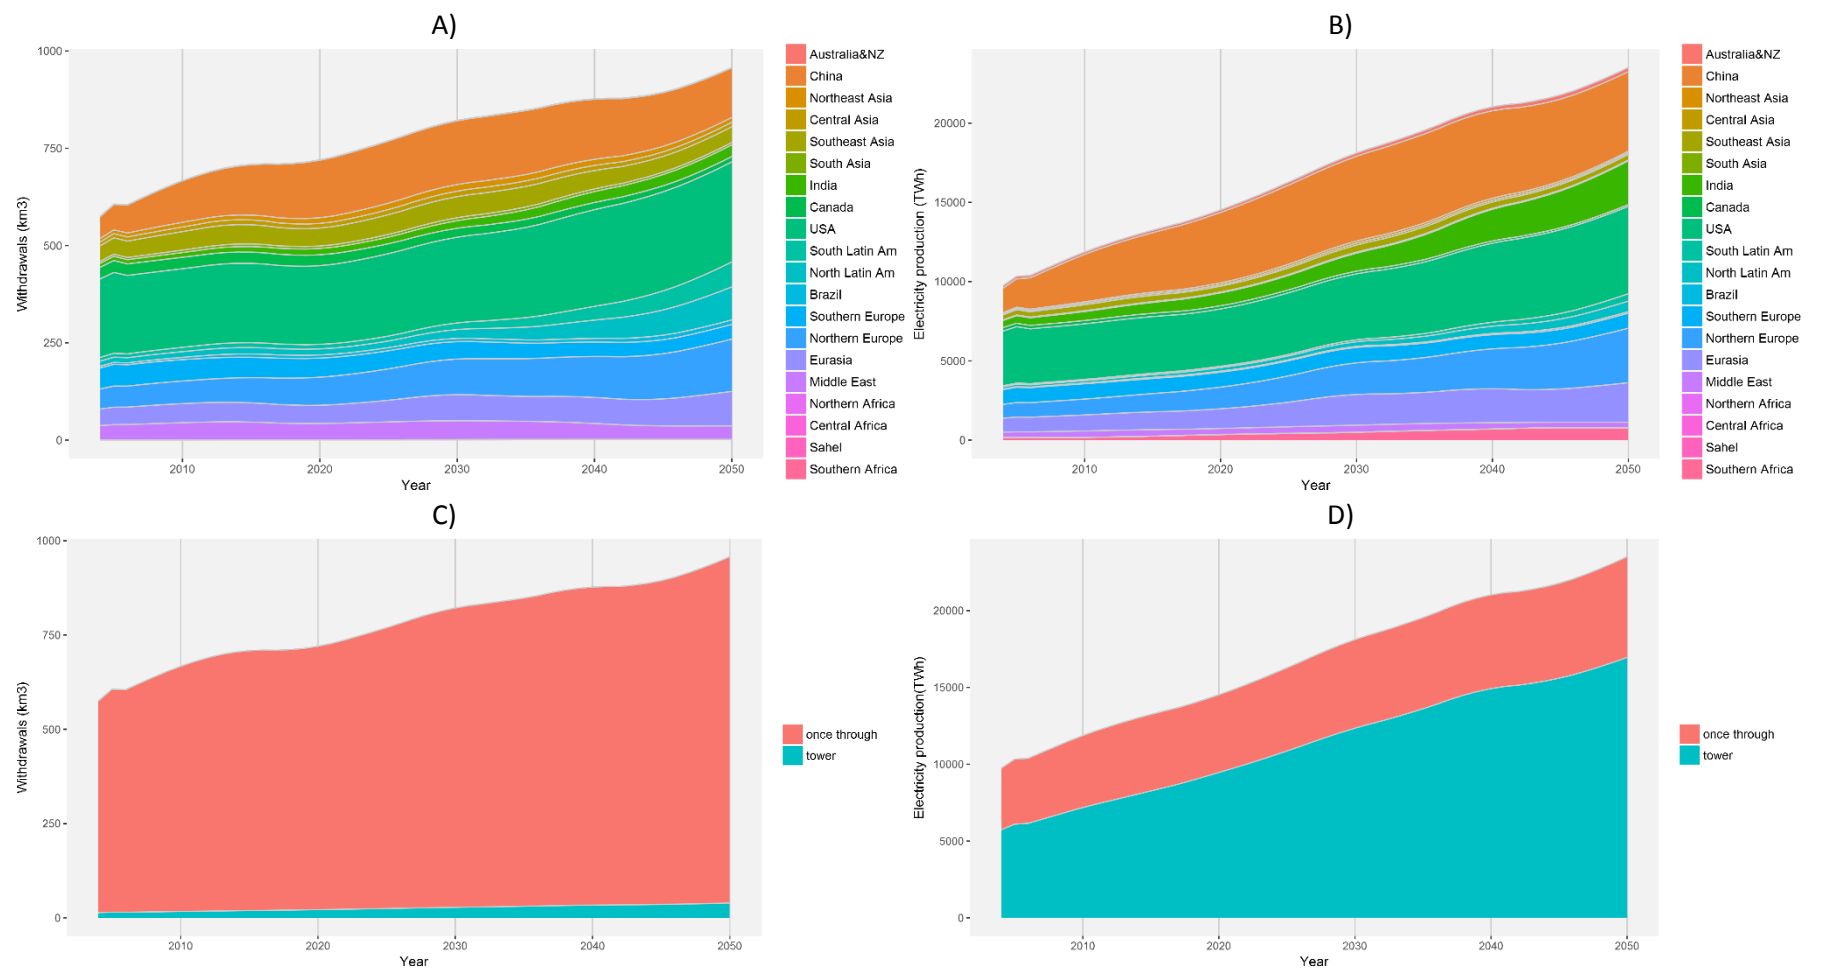 A)
1000
750
500
250
0
Withdrawals (km3)
2010
2020
2030
2040
2050
Year
Australia&NZ
China
Northeast Asia
Central Asia
Southeast Asia
South Asia
India
Canada
USA
South Latin Am
North Latin Am
Brazil
Southern Europe
Northern Europe
Eurasia
Middle East
Northern Africa
Central Africa
Sahel
Southern Africa
B)
20000
15000
10000
5000
0
Electricity production (TWh)
2010
2020
2030
2040
2050
Year
Australia&NZ
China
Northeast Asia
Central Asia
Southeast Asia
South Asia
India
Canada
USA
South Latin Am
North Latin Am
Brazil
Southern Europe
Northern Europe
Eurasia
Middle East
Northern Africa
Central Africa
Sahel
Southern Africa
C)
1000
750
500
250
0
Withdrawals (km3)
2010
2020
2030
2040
2050
Year
once through
tower
D)
20000
15000
10000
5000
0
Electricity production(TWh)
2010
2020
2030
2040
2050
Year
once through
tower